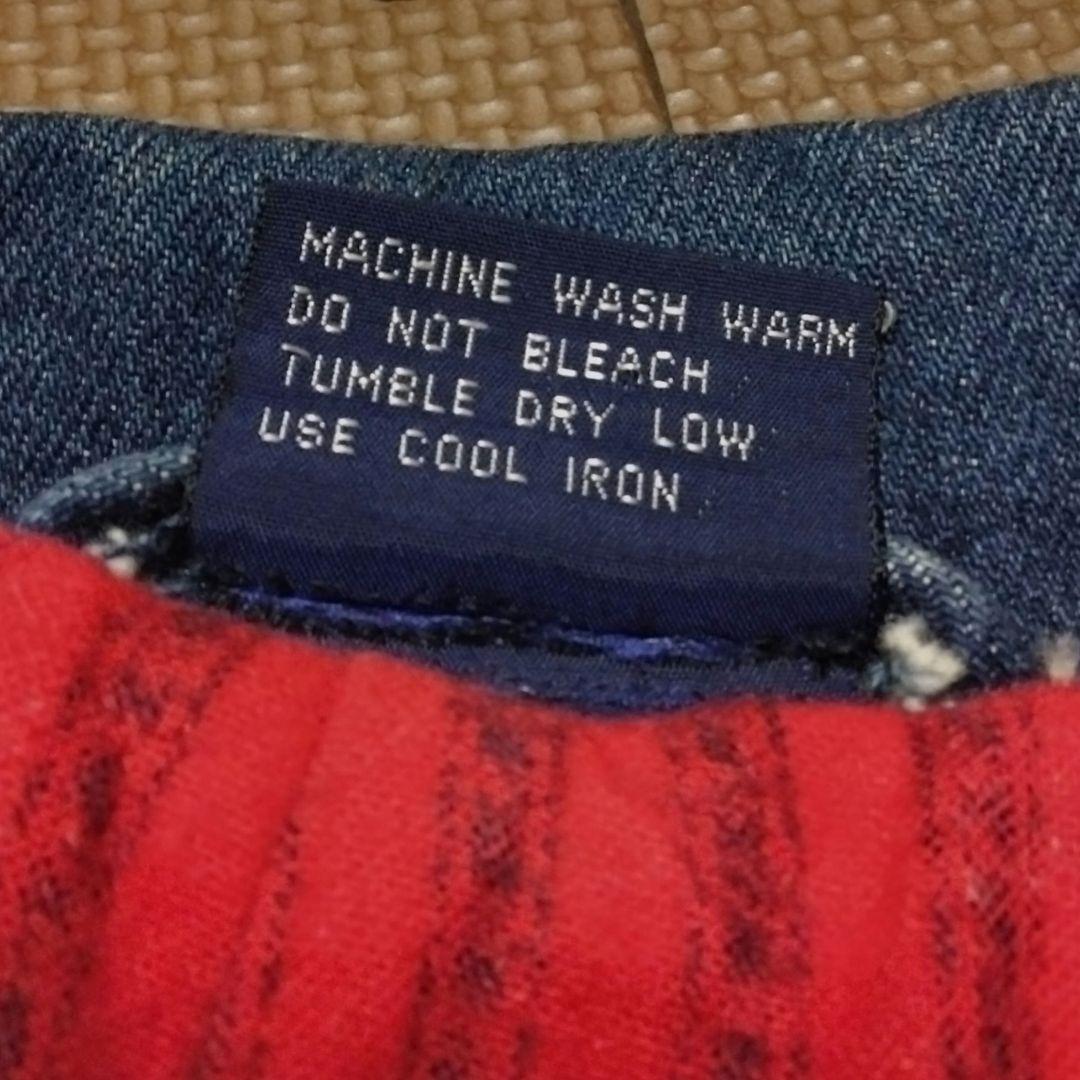 MACHINE WASH WARM
DO NOT BLEACH
TUMBLE DRY LOW
USE COOL IRON